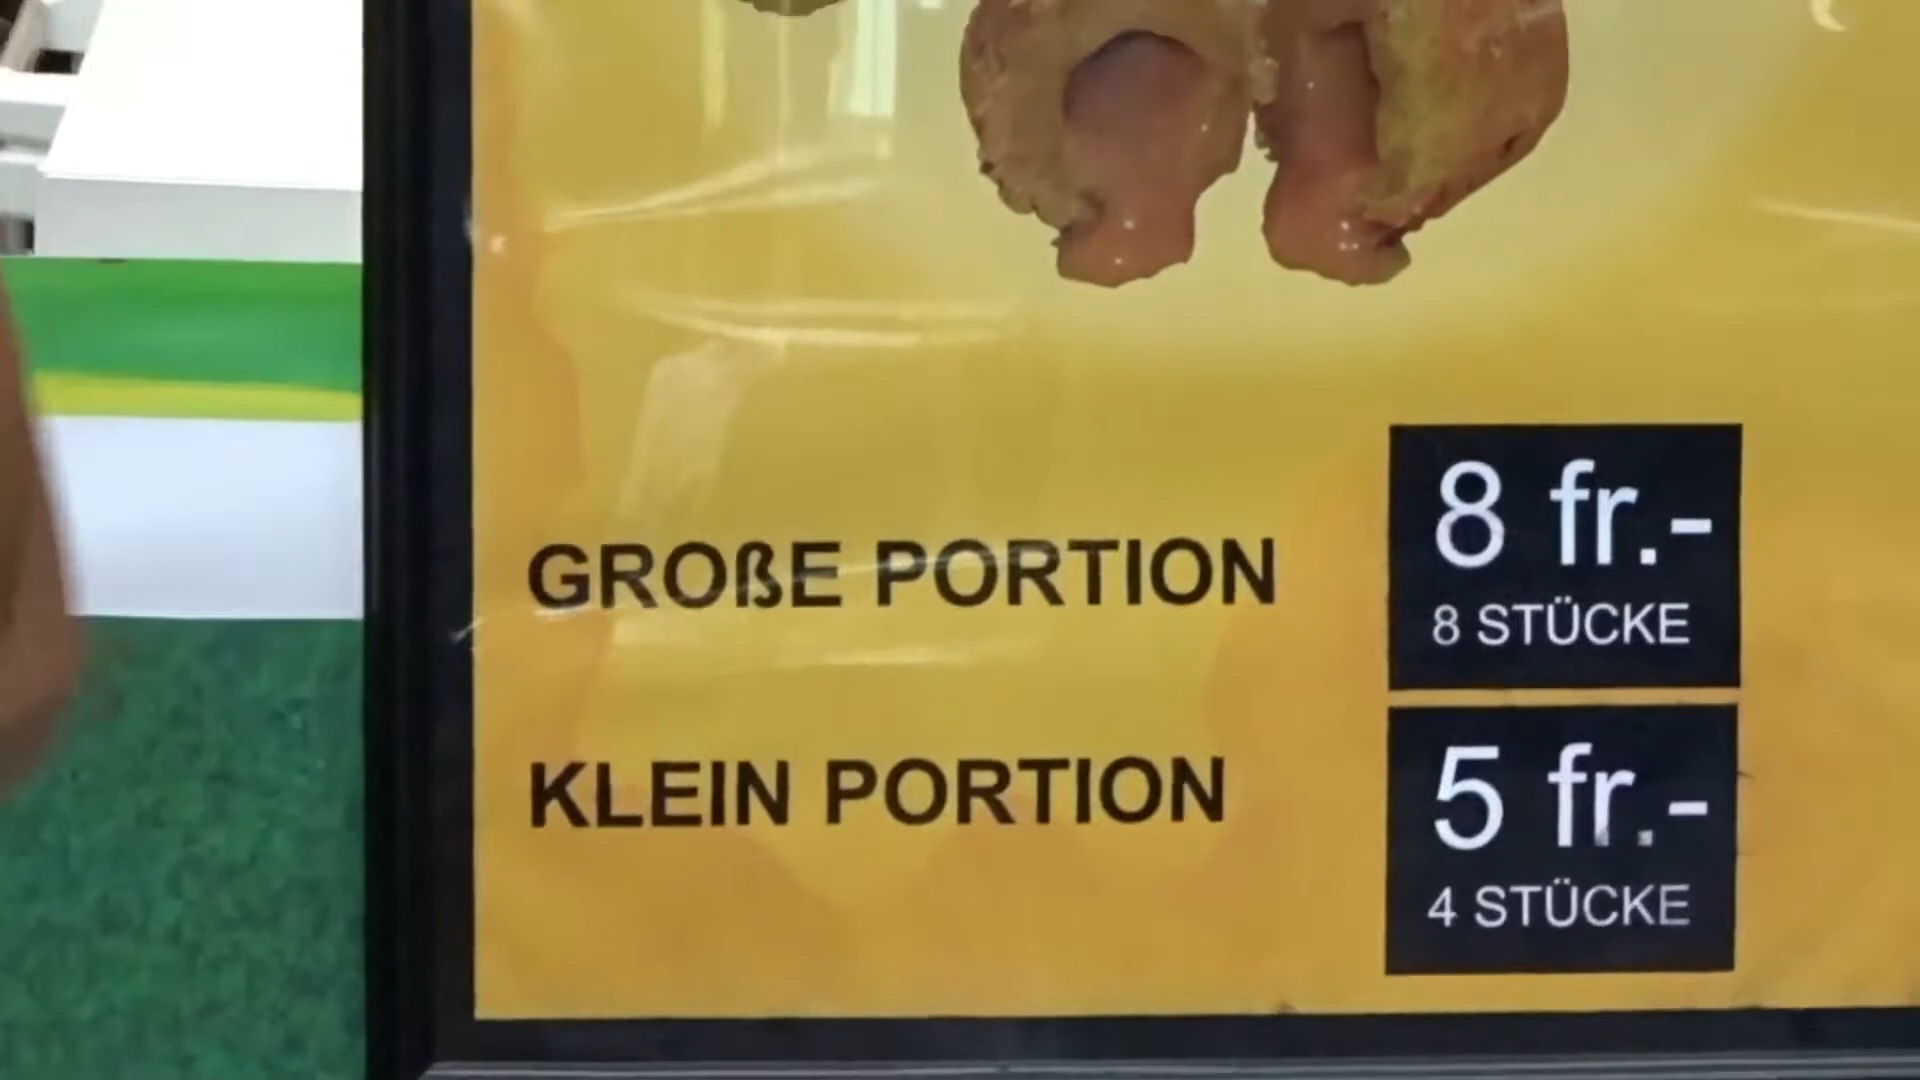 GROßE PORTION
8 fr.-
8 STÜCKE
KLEIN PORTION
5 fr.-
4 STÜCKE